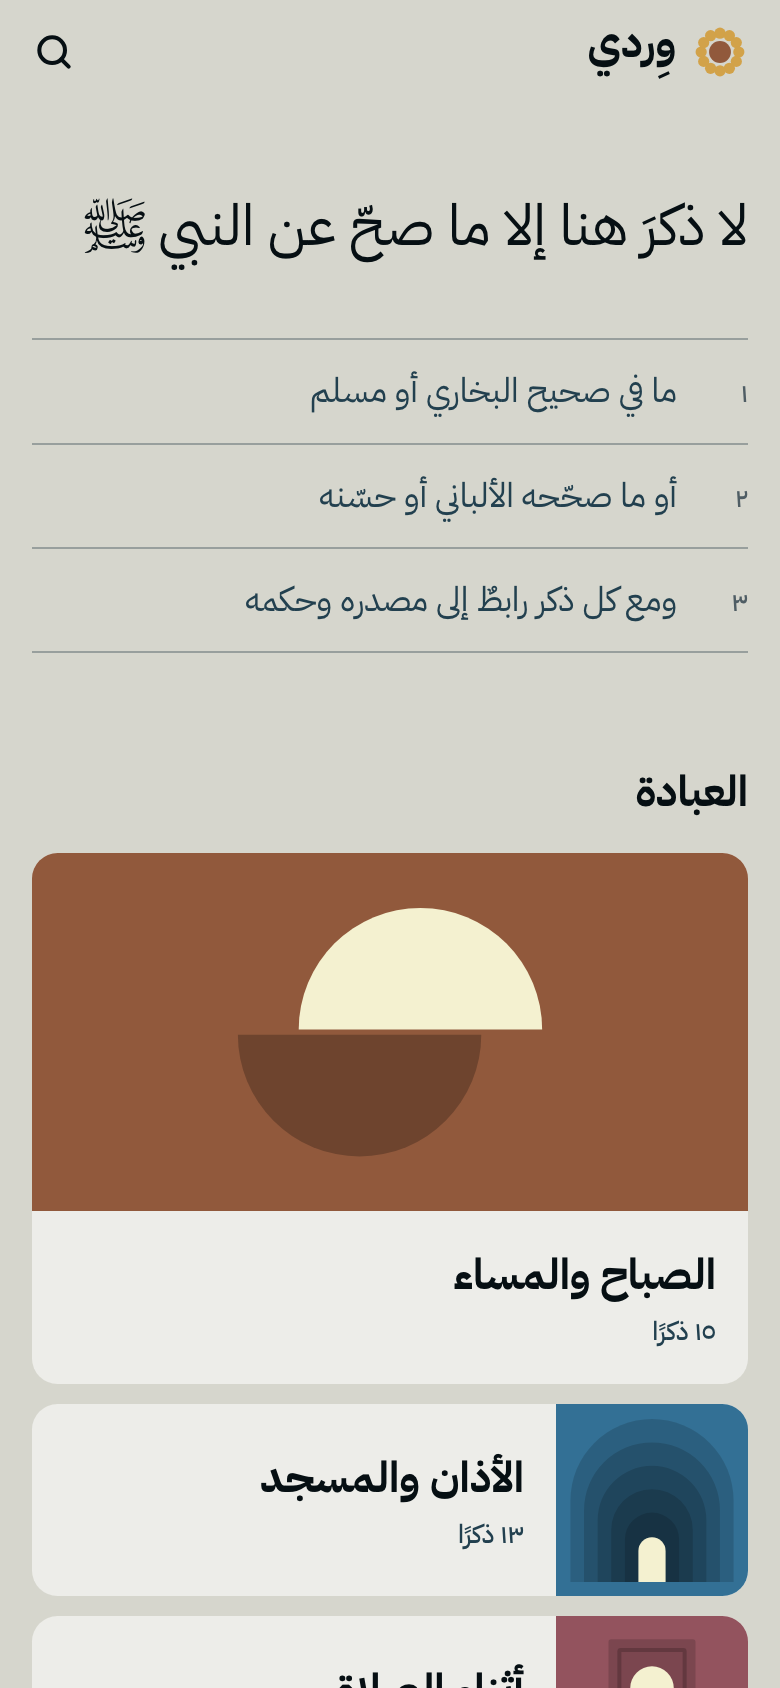 وِردي
لا ذكرَ هنا إلا ما صحّ عن النبي ﷺ
١ ما في صحيح البخاري أو مسلم
٢ أو ما صحّحه الألباني أو حسّنه
٣ ومع كل ذكر رابطٌ إلى مصدره وحكمه
العبادة
الصباح والمساء
١٥ ذكرًا
الأذان والمسجد
١٣ ذكرًا
أثناء الصلاة